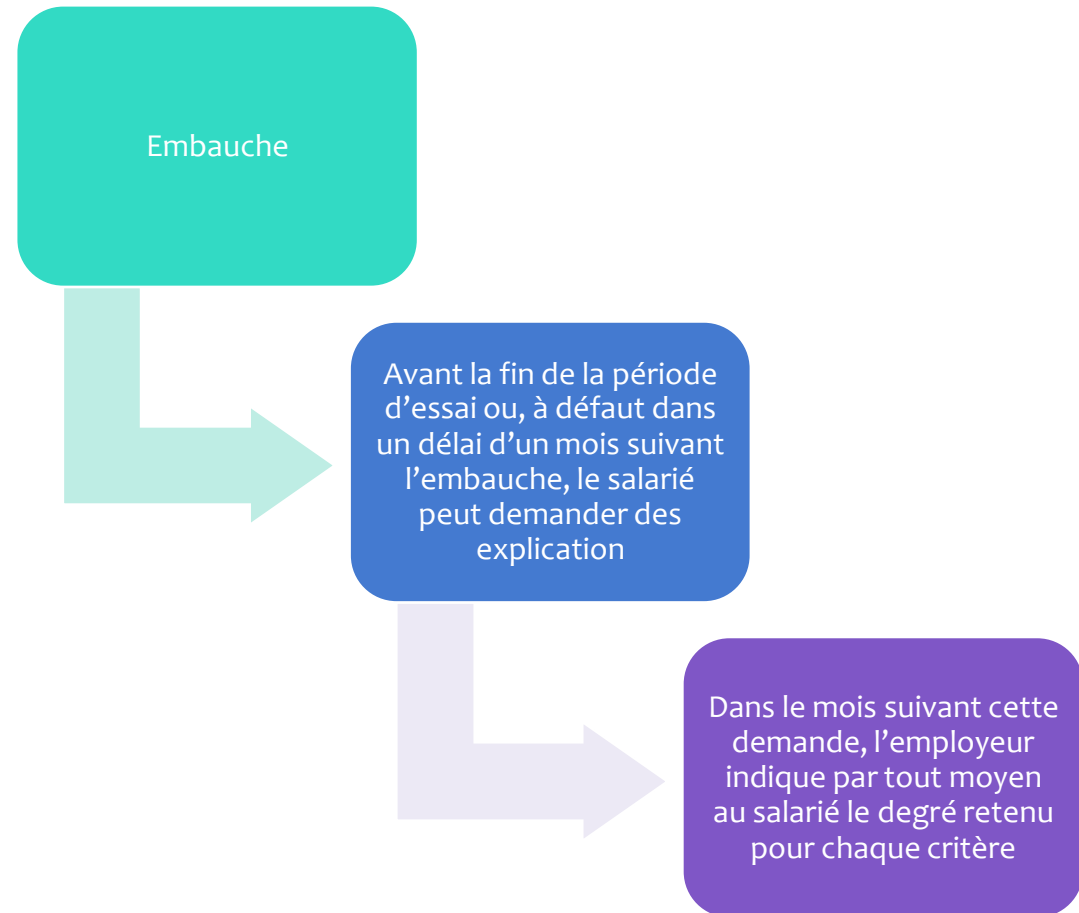 Embauche
Avant la fin de la période
d’essai ou, à défaut dans
un délai d’un mois suivant
l’embauche, le salarié
peut demander des
explication
Dans le mois suivant cette
demande, l’employeur
indique par tout moyen
au salarié le degré retenu
pour chaque critère